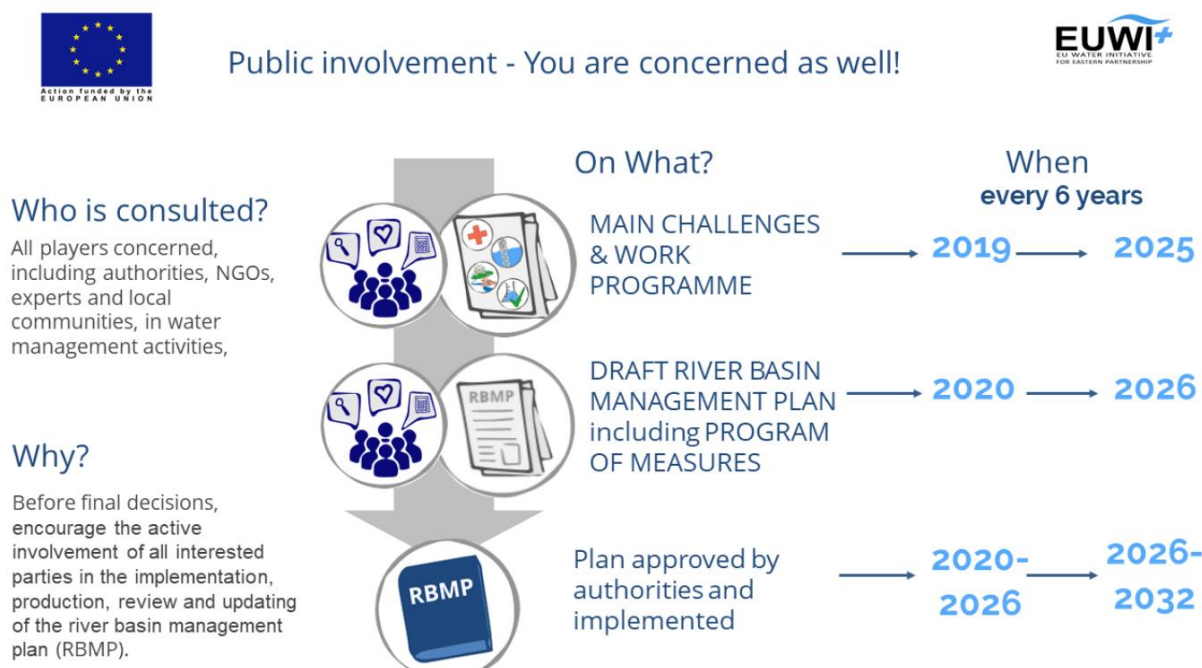 Action funded by the
EUROPEAN UNION
Public involvement - You are concerned as well!
EUWI+
EU WATER INITIATIVE
FOR EASTERN PARTNERSHIP
Who is consulted?
All players concerned,
including authorities, NGOs,
experts and local
communities, in water
management activities,
Why?
Before final decisions,
encourage the active
involvement of all interested
parties in the implementation,
production, review and updating
of the river basin management
plan (RBMP).
On What?
When
every 6 years
MAIN CHALLENGES
& WORK
PROGRAMME
2019
2025
RBMP
DRAFT RIVER BASIN
MANAGEMENT PLAN
including PROGRAM
OF MEASURES
2020
2026
RBMP
Plan approved by
authorities and
implemented
2020-
2026
2026-
2032